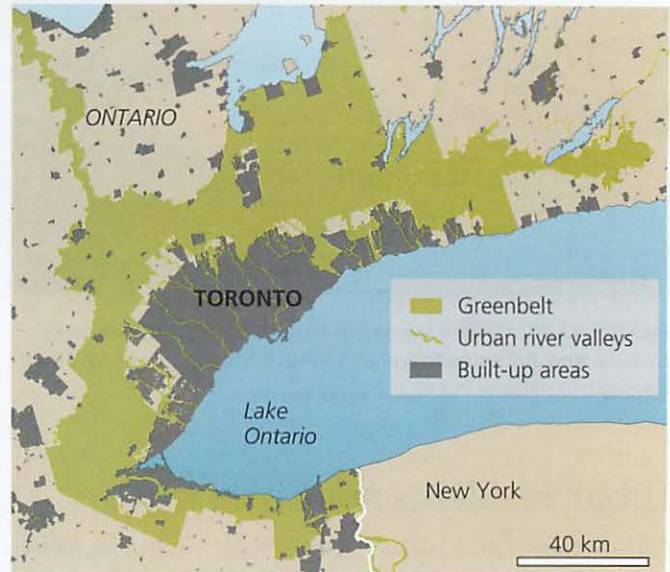 ONTARIO
TORONTO
Greenbelt
Urban river valleys
Built-up areas
Lake
Ontario
New York
40 km